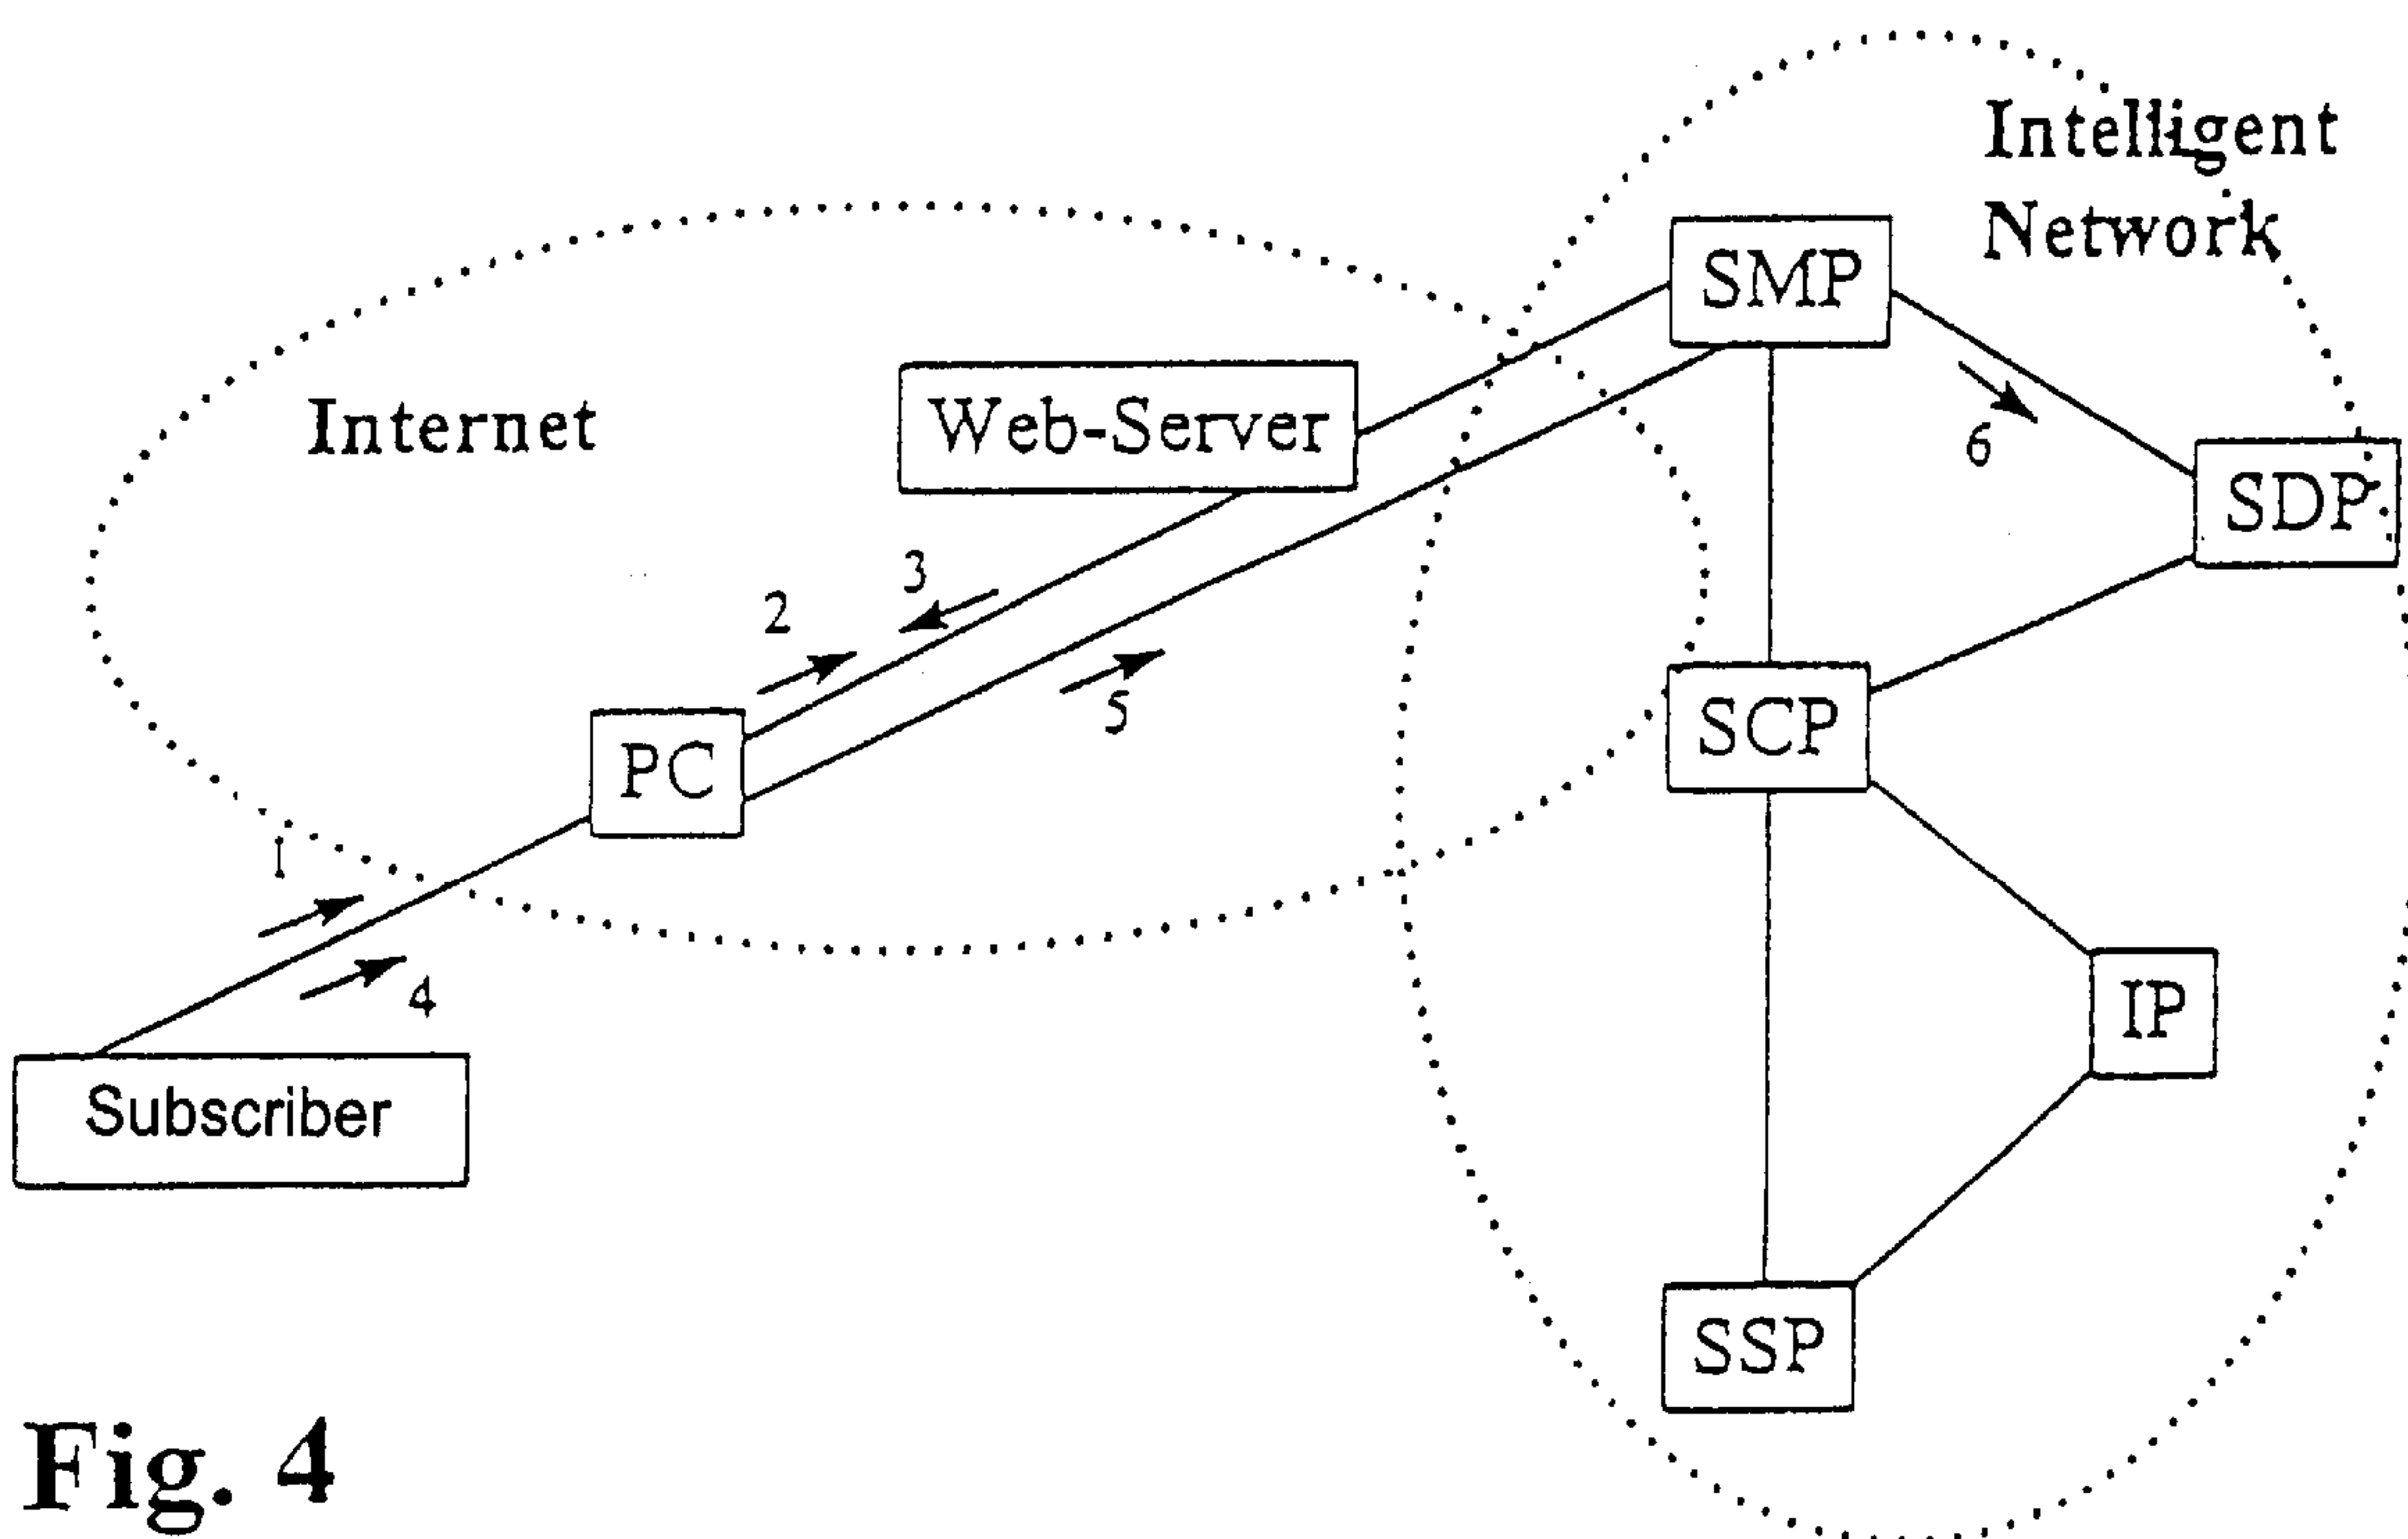 Intelligent
Network
SMP
Internet
Web-Server
6
SDP
3
2
5
SCP
PC
1
4
IP
Subscriber
SSP
Fig. 4